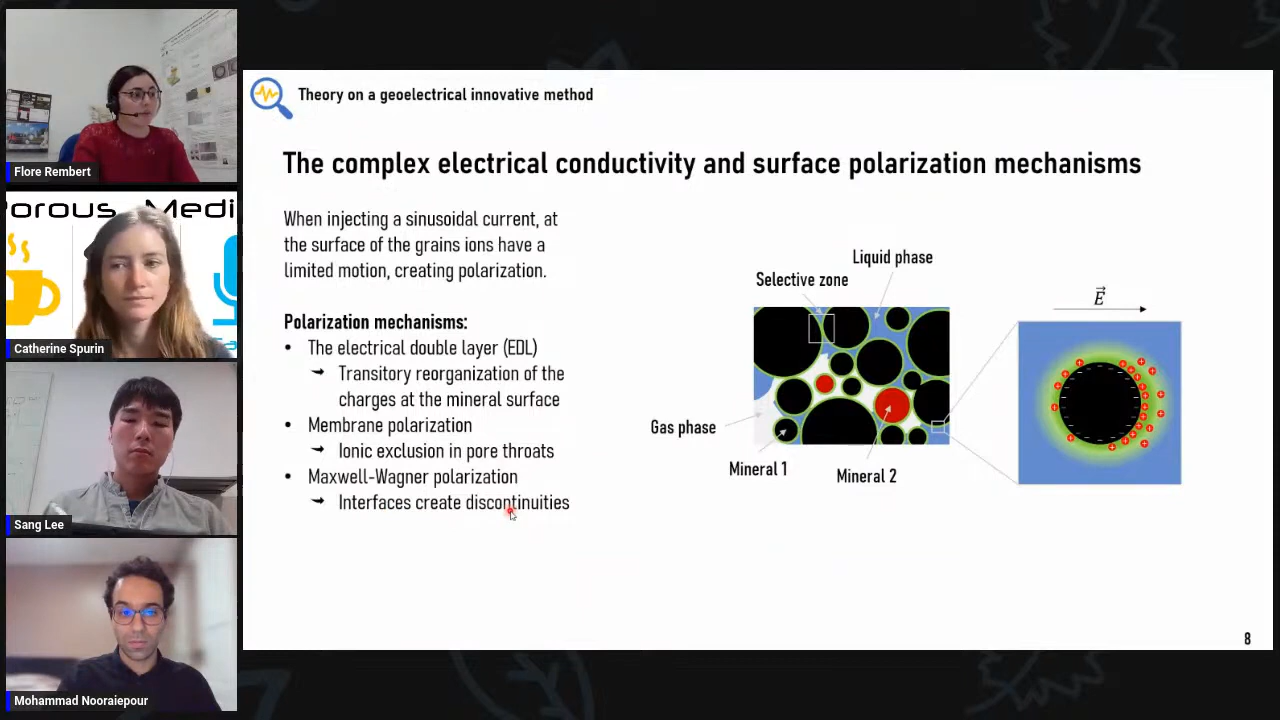 Flore Rembert
Porous Medi
Catherine Spurin
Sang Lee
Mohammad Nooraiepour
Theory on a geoelectrical innovative method
The complex electrical conductivity and surface polarization mechanisms
When injecting a sinusoidal current, at
the surface of the grains ions have a
limited motion, creating polarization.
Polarization mechanisms:
• The electrical double layer (EDL)
→ Transitory reorganization of the
charges at the mineral surface
• Membrane polarization
→ Ionic exclusion in pore throats
• Maxwell-Wagner polarization
→ Interfaces create discontinuities
Liquid phase
Selective zone
Gas phase
Mineral 1
Mineral 2
E
8